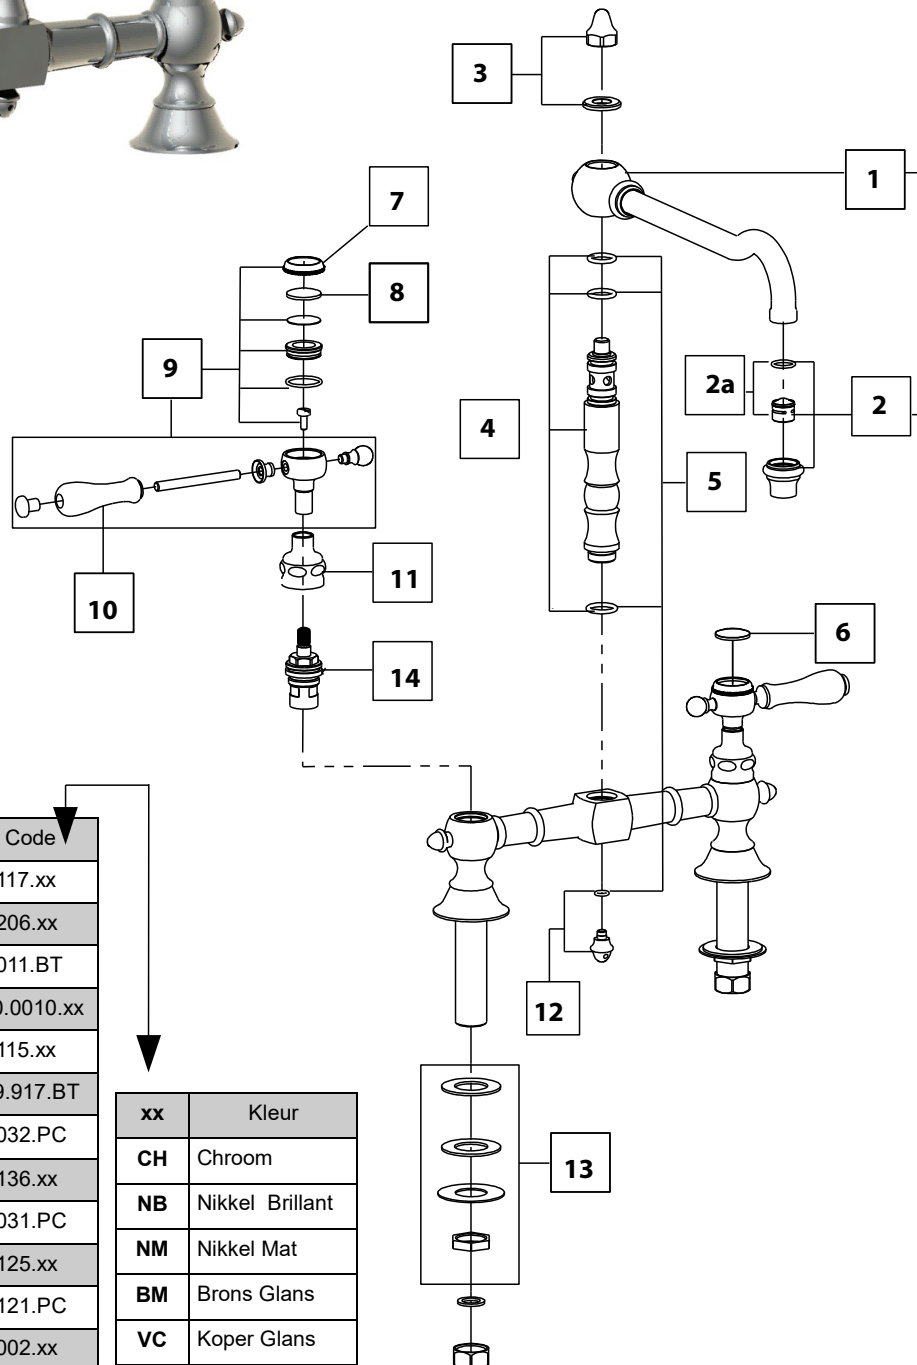 3
1
7
8
9
2a
2
4
5
10
11
6
14
12
13
Code
117.xx
206.xx
011.BT
0.0010.xx
115.xx
9.917.BT
032.PC
136.xx
031.PC
125.xx
121.PC
002.xx
xx Kleur
CH Chroom
NB Nikkel Brillant
NM Nikkel Mat
BM Brons Glans
VC Koper Glans